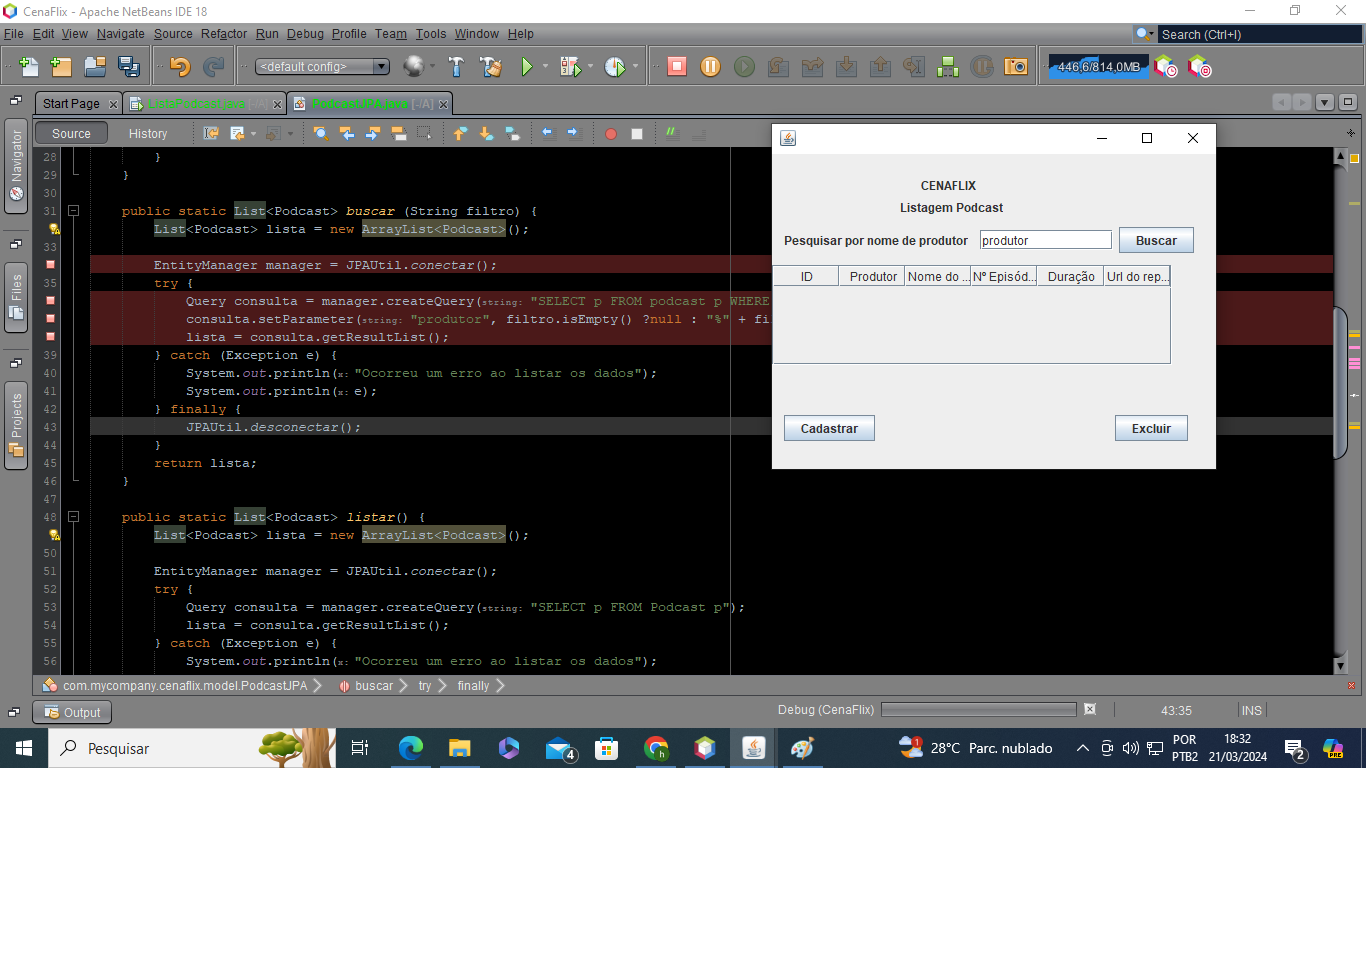 CenaFlix - Apache NetBeans IDE 18
File Edit View Navigate Source Refactor Run Debug Profile Team Tools Window Help
Search (Ctrl+I)
<default config>
446,6/814,0MB
Start Page
ListaPodcast.java [-/A]
PodcastJPA.java [-/A]
Source History
Navigator
Files
Projects
28 }
29 }
30
31 public static List<Podcast> buscar (String filtro) {
List<Podcast> lista = new ArrayList<Podcast>();
33
EntityManager manager = JPAUtil.conectar();
35 try {
Query consulta = manager.createQuery(string: "SELECT p FROM podcast p WHERE
consulta.setParameter(string: "produtor", filtro.isEmpty() ?null : "%" + fi
lista = consulta.getResultList();
39 } catch (Exception e) {
40 System.out.println(x: "Ocorreu um erro ao listar os dados");
41 System.out.println(x: e);
42 } finally {
43 JPAUtil.desconectar();
44 }
45 return lista;
46 }
47
48 public static List<Podcast> listar() {
List<Podcast> lista = new ArrayList<Podcast>();
50
51 EntityManager manager = JPAUtil.conectar();
52 try {
53 Query consulta = manager.createQuery(string: "SELECT p FROM Podcast p");
54 lista = consulta.getResultList();
55 } catch (Exception e) {
56 System.out.println(x: "Ocorreu um erro ao listar os dados");
CENAFLIX
Listagem Podcast
Pesquisar por nome de produtor produtor Buscar
ID Produtor Nome do ... Nº Episód... Duração Url do rep...
Cadastrar Excluir
com.mycompany.cenaflix.model.PodcastJPA buscar try finally
Output
Debug (CenaFlix)
43:35 INS
Pesquisar
4
h
1
28°C Parc. nublado
POR
PTB2
18:32
21/03/2024
2
PRE